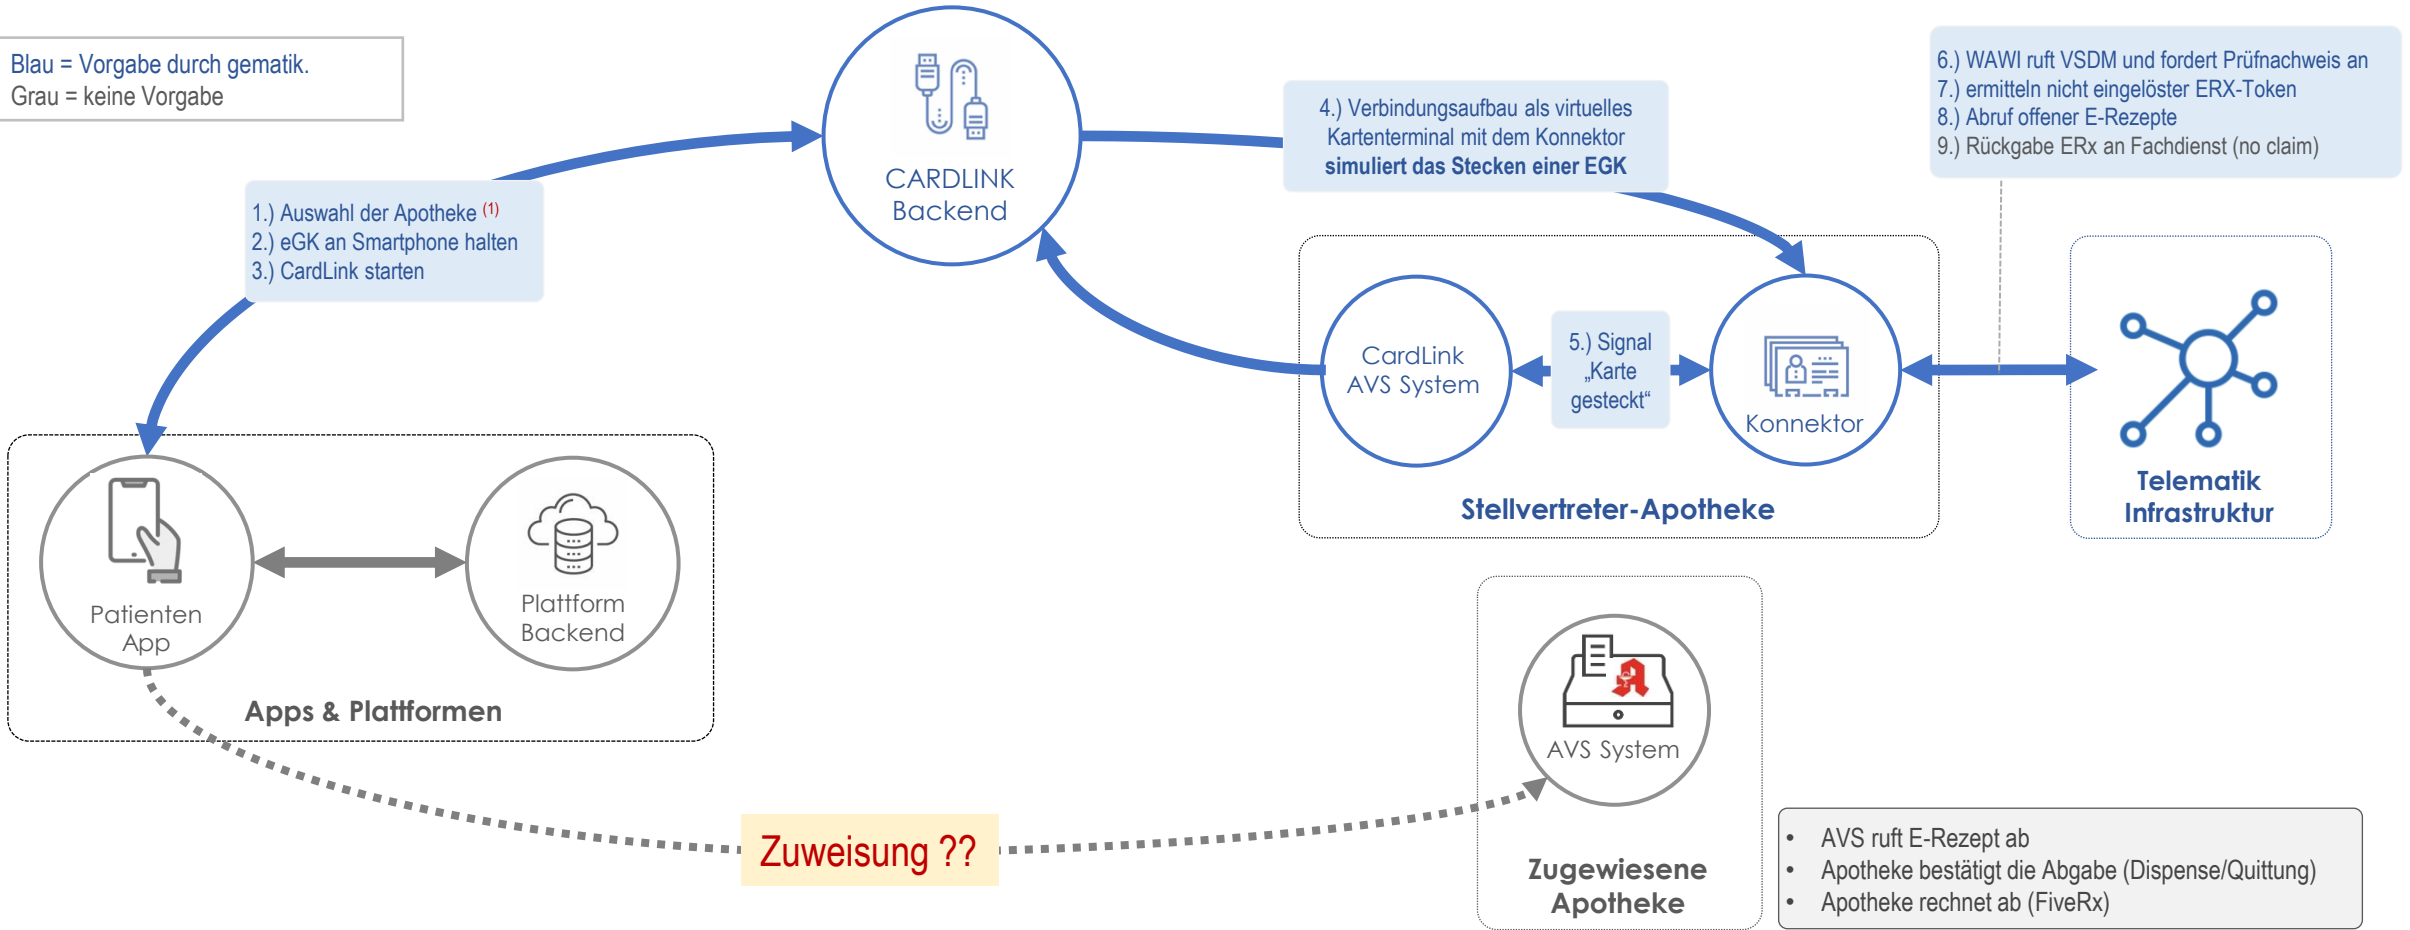 Blau = Vorgabe durch gematik.
Grau = keine Vorgabe
1.) Auswahl der Apotheke (1)
2.) eGK an Smartphone halten
3.) CardLink starten
CARDLINK
Backend
4.) Verbindungsaufbau als virtuelles
Kartenterminal mit dem Konnektor
simuliert das Stecken einer EGK
6.) WAWI ruft VSDM und fordert Prüfnachweis an
7.) ermitteln nicht eingelöster ERX-Token
8.) Abruf offener E-Rezepte
9.) Rückgabe ERx an Fachdienst (no claim)
CardLink
AVS System
5.) Signal
„Karte
gesteckt“
Konnektor
Stellvertreter-Apotheke
Telematik
Infrastruktur
Patienten
App
Plattform
Backend
Apps & Plattformen
Zuweisung ??
AVS System
Zugewiesene
Apotheke
• AVS ruft E-Rezept ab
• Apotheke bestätigt die Abgabe (Dispense/Quittung)
• Apotheke rechnet ab (FiveRx)